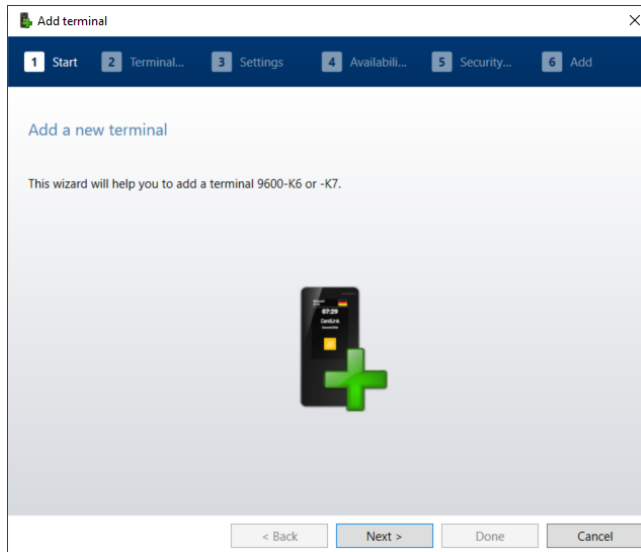 Add terminal
1 Start 2 Terminal... 3 Settings 4 Availabili... 5 Security... 6 Add
Add a new terminal
This wizard will help you to add a terminal 9600-K6 or -K7.
07:29
CardLink
< Back Next > Done Cancel